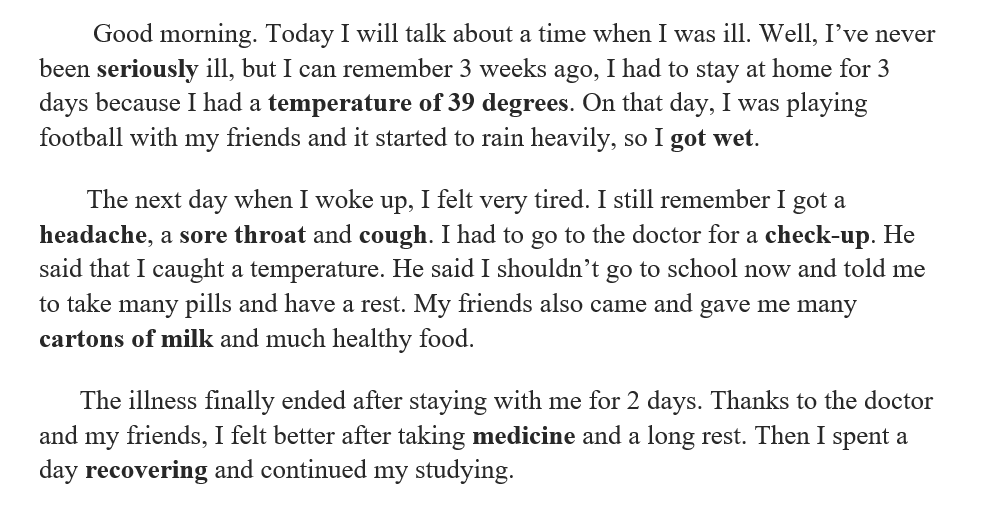 Good morning. Today I will talk about a time when I was ill. Well, I’ve never
been seriously ill, but I can remember 3 weeks ago, I had to stay at home for 3
days because I had a temperature of 39 degrees. On that day, I was playing
football with my friends and it started to rain heavily, so I got wet.
The next day when I woke up, I felt very tired. I still remember I got a
headache, a sore throat and cough. I had to go to the doctor for a check-up. He
said that I caught a temperature. He said I shouldn’t go to school now and told me
to take many pills and have a rest. My friends also came and gave me many
cartons of milk and much healthy food.
The illness finally ended after staying with me for 2 days. Thanks to the doctor
and my friends, I felt better after taking medicine and a long rest. Then I spent a
day recovering and continued my studying.